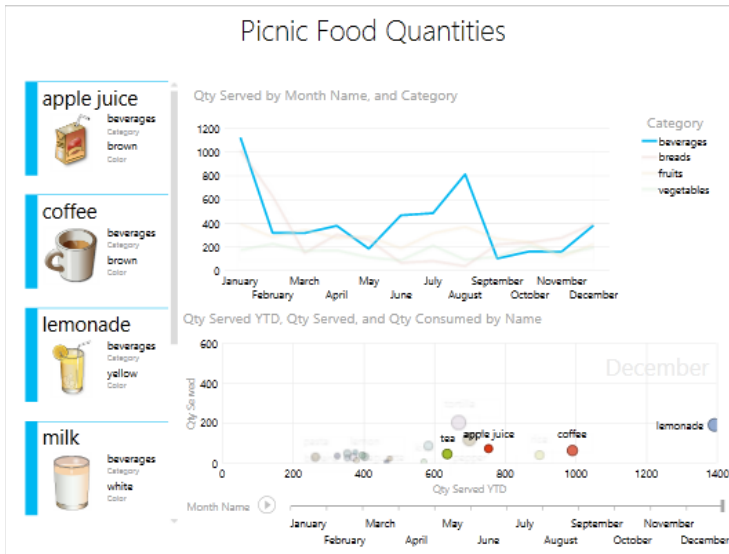 Picnic Food Quantities
apple juice
beverages
Category
brown
Color
coffee
beverages
Category
brown
Color
lemonade
beverages
Category
yellow
Color
milk
beverages
Category
white
Color
Qty Served by Month Name, and Category
1200
1000
800
600
400
200
0
January March May July September November
February April June August October December
Category
beverages
breads
fruits
vegetables
Qty Served YTD, Qty Served, and Qty Consumed by Name
December
600
400
200
0
Qty Served
tea
apple juice
coffee
lemonade
0 200 400 600 800 1000 1200 1400
Qty Served YTD
Month Name
January March May July September November
February April June August October December